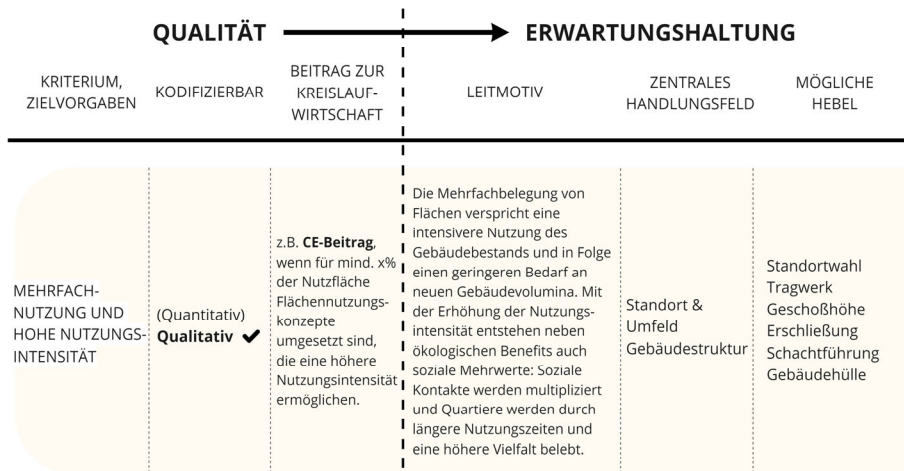 QUALITÄT
ERWARTUNGSHALTUNG
KRITERIUM,
ZIELVORGABEN
KODIFIZIERBAR
BEITRAG ZUR
KREISLAUF-
WIRTSCHAFT
LEITMOTIV
ZENTRALES
HANDLUNGSFELD
MÖGLICHE
HEBEL
MEHRFACH-
NUTZUNG UND
HOHE NUTZUNGS-
INTENSITÄT
(Quantitativ)
Qualitativ ✔
z.B. CE-Beitrag,
wenn für mind. x%
der Nutzfläche
Flächennutzungs-
konzepte
umgesetzt sind,
die eine höhere
Nutzungsintensität
ermöglichen.
Die Mehrfachbelegung von
Flächen verspricht eine
intensivere Nutzung des
Gebäudebestands und in Folge
einen geringeren Bedarf an
neuen Gebäudevolumina. Mit
der Erhöhung der Nutzungs-
intensität entstehen neben
ökologischen Benefits auch
soziale Mehrwerte: Soziale
Kontakte werden multipliziert
und Quartiere werden durch
längere Nutzungszeiten und
eine höhere Vielfalt belebt.
Standort &
Umfeld
Gebäudestruktur
Standortwahl
Tragwerk
Geschoßhöhe
Erschließung
Schachtführung
Gebäudehülle